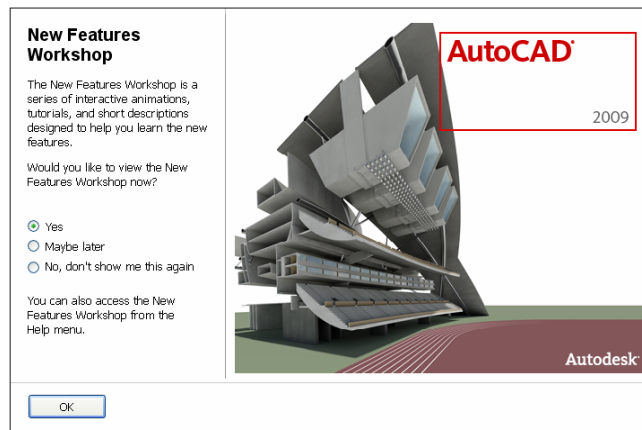 New Features
Workshop
The New Features Workshop is a
series of interactive animations,
tutorials, and short descriptions
designed to help you learn the new
features.
Would you like to view the New
Features Workshop now?
Yes
Maybe later
No, don't show me this again
You can also access the New
Features Workshop from the
Help menu.
OK
AutoCAD
2009
Autodesk